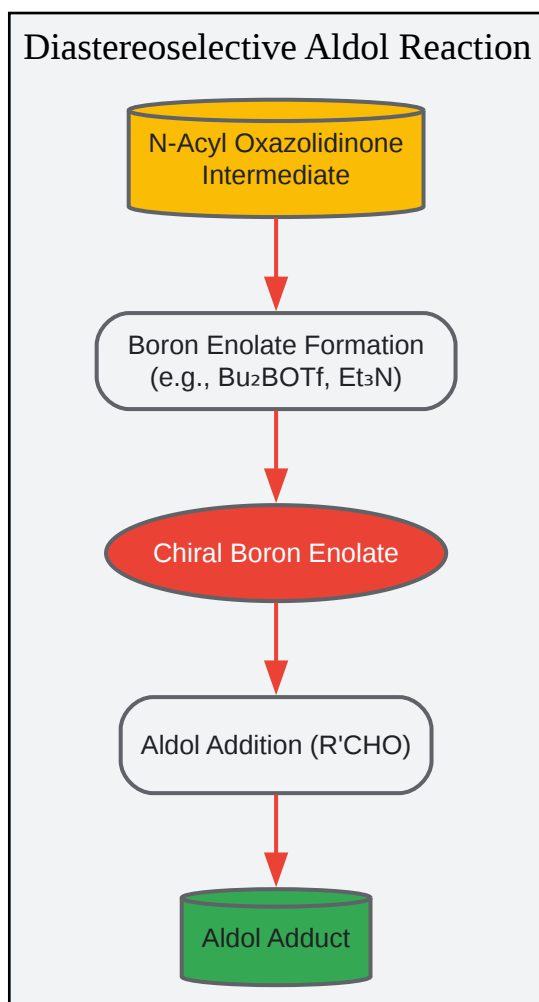 Diastereoselective Aldol Reaction
N-Acyl Oxazolidinone
Intermediate
Boron Enolate Formation
(e.g., Bu₂BOTf, Et₃N)
Chiral Boron Enolate
Aldol Addition (R'CHO)
Aldol Adduct